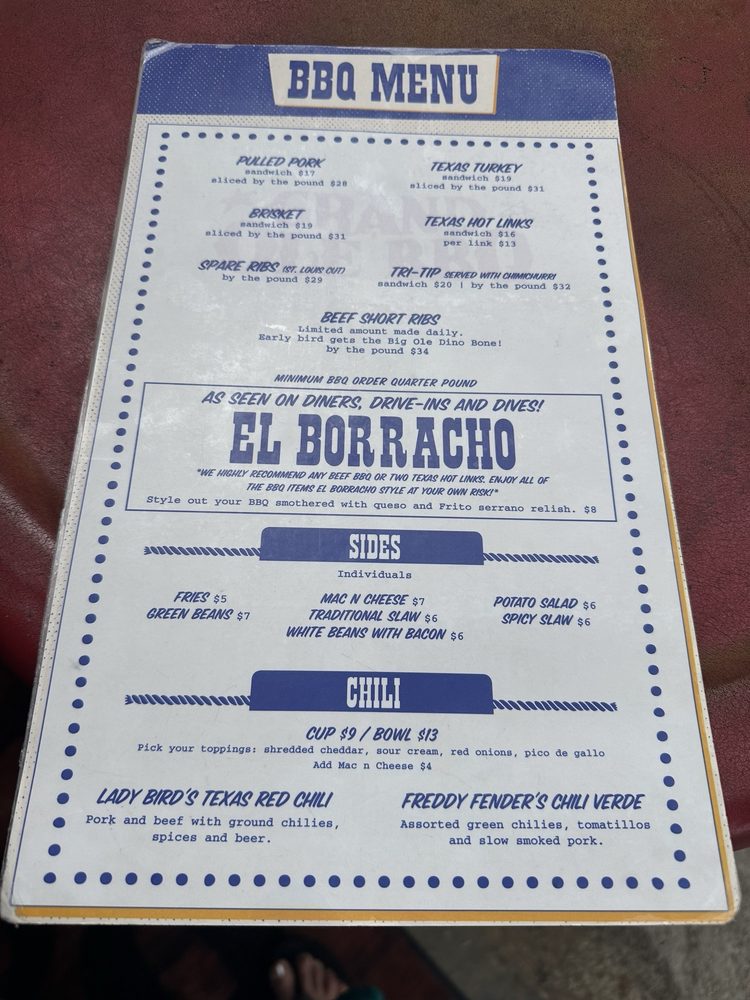 BBQ MENU
PULLED PORK
sandwich $17
sliced by the pound $28
TEXAS TURKEY
sandwich $19
sliced by the pound $31
BRISKET
sandwich $19
sliced by the pound $31
TEXAS HOT LINKS
sandwich $16
per link $13
SPARE RIBS (ST. LOUIS CUT)
by the pound $29
TRI-TIP SERVED WITH CHIMICHURRI
sandwich $20 | by the pound $32
BEEF SHORT RIBS
Limited amount made daily.
Early bird gets the Big Ole Dino Bone!
by the pound $34
MINIMUM BBQ ORDER QUARTER POUND
AS SEEN ON DINERS, DRIVE-INS AND DIVES!
EL BORRACHO
*WE HIGHLY RECOMMEND ANY BEEF BBQ OR TWO TEXAS HOT LINKS. ENJOY ALL OF
THE BBQ ITEMS EL BORRACHO STYLE AT YOUR OWN RISK!*
Style out your BBQ smothered with queso and Frito serrano relish. $8
SIDES
Individuals
FRIES $5
GREEN BEANS $7
MAC N CHEESE $7
TRADITIONAL SLAW $6
WHITE BEANS WITH BACON $6
POTATO SALAD $6
SPICY SLAW $6
CHILI
CUP $9 / BOWL $13
Pick your toppings: shredded cheddar, sour cream, red onions, pico de gallo
Add Mac n Cheese $4
LADY BIRD'S TEXAS RED CHILI
Pork and beef with ground chilies,
spices and beer.
FREDDY FENDER'S CHILI VERDE
Assorted green chilies, tomatillos
and slow smoked pork.